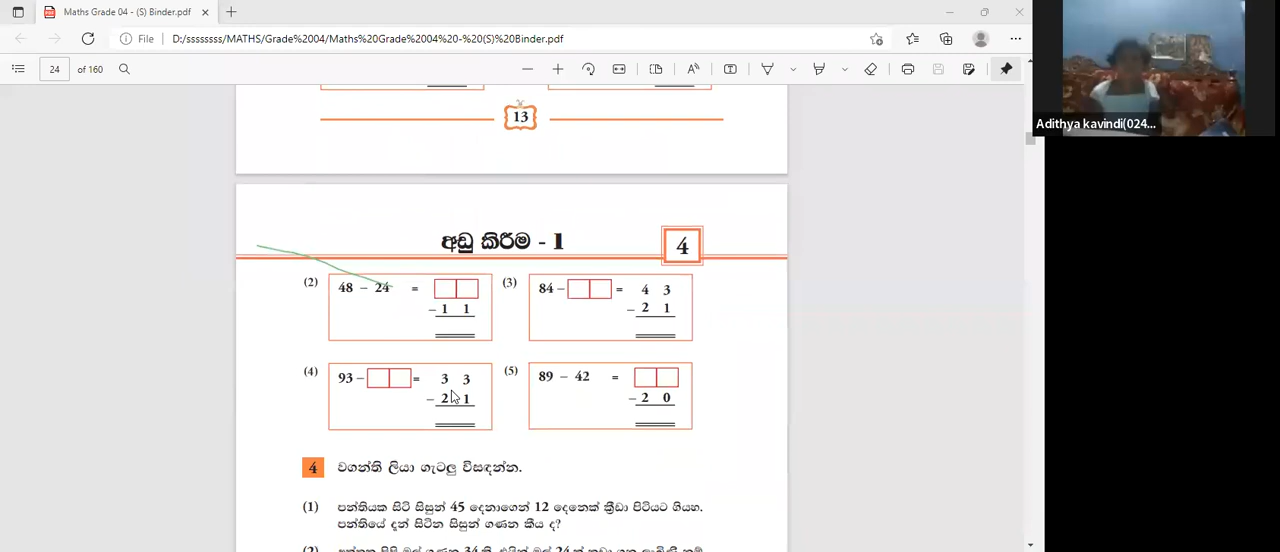 Maths Grade 04 - (S) Binder.pdf
File D:/ssssssss/MATHS/Grade%2004/Maths%20Grade%2004%20-%20(S)%20Binder.pdf
24 of 160
13
Adithya kavindi(024...
අඩු කිරීම - 1 4
(2) 48 - 24 = (3) 84 - = 4 3
- 1 1 - 2 1
(4) 93 - = 3 3 (5) 89 - 42 =
- 2 1 - 2 0
4 වගන්ති ලියා ගැටලු විසඳන්න.
(1) පන්තියක සිටි සිසුන් 45 දෙනාගෙන් 12 දෙනෙක් ක්‍රීඩා පිටියට ගියහ.
පන්තියේ දැන් සිටින සිසුන් ගණන කීය ද?
(2)